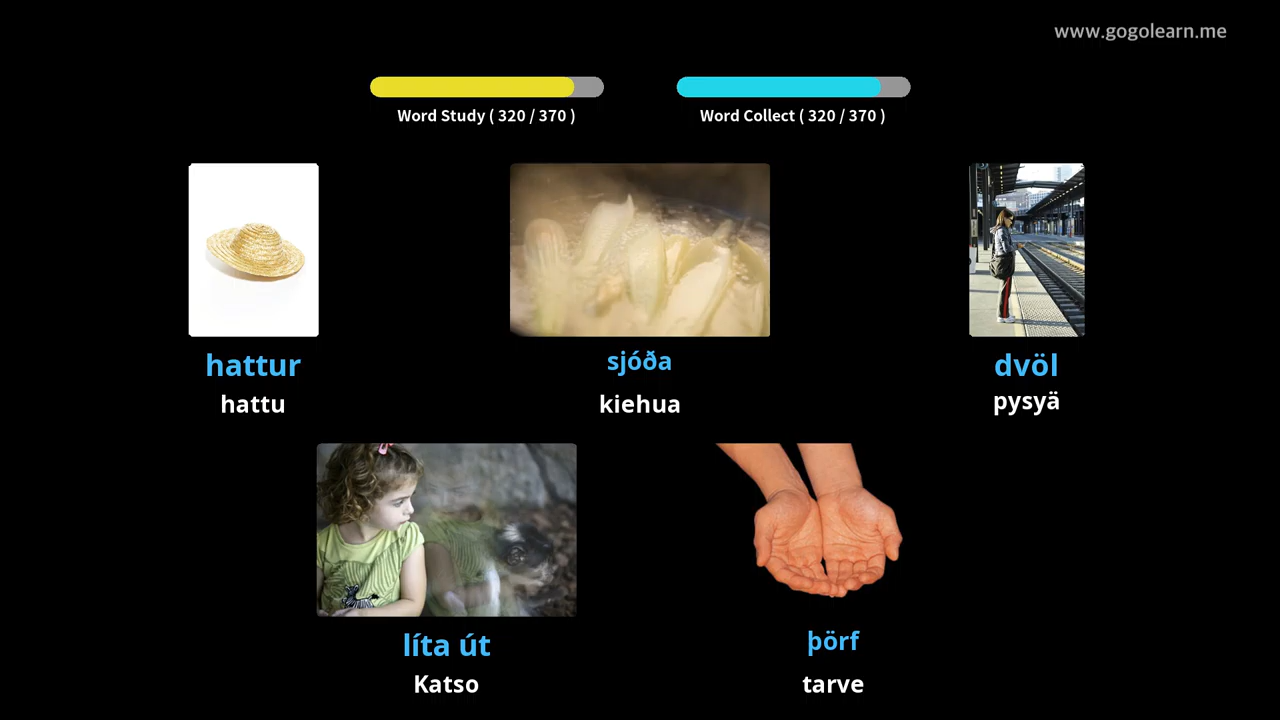 www.gogolearn.me
Word Study ( 320 / 370 )
Word Collect ( 320 / 370 )
hattur
hattu
sjóða
kiehua
dvöl
pysyä
líta út
Katso
þörf
tarve